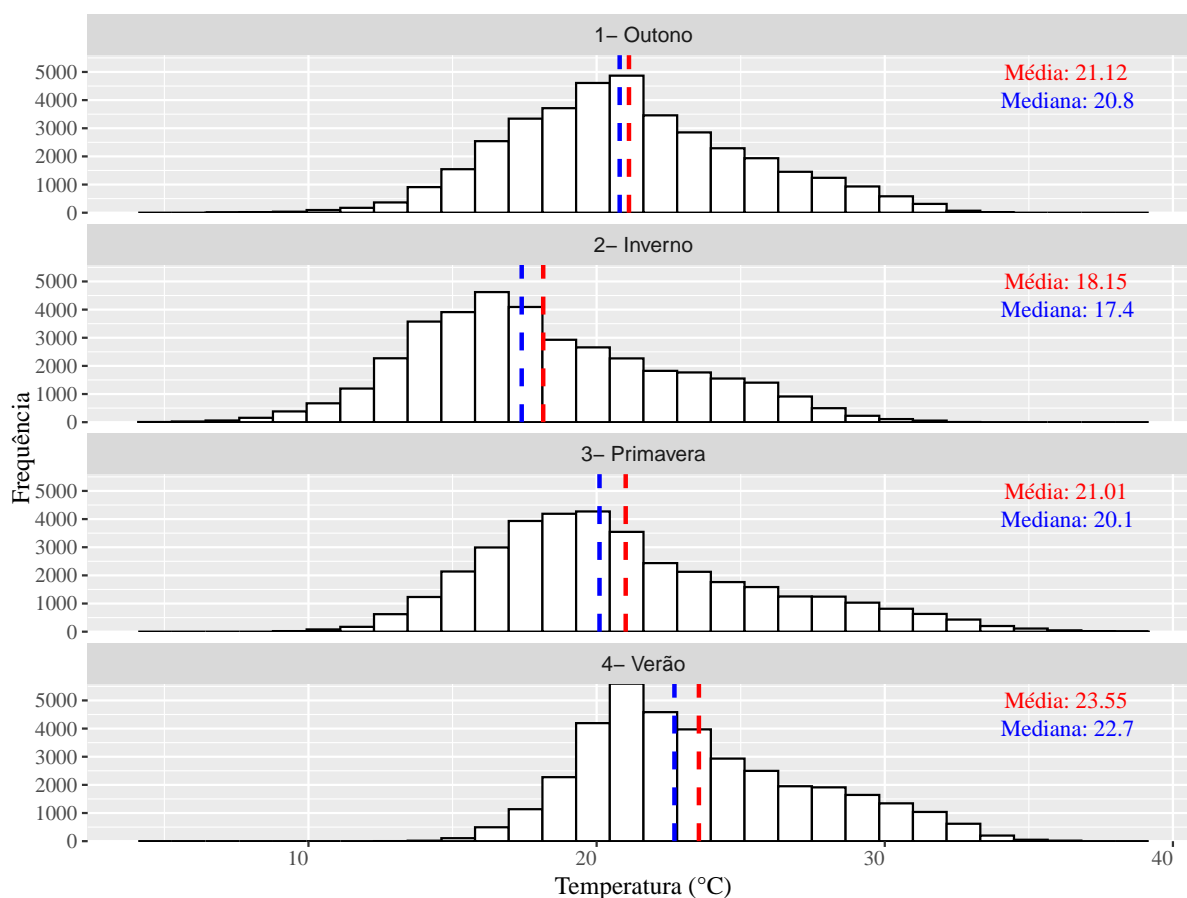 1− Outono
5000
4000
3000
2000
1000
0
Média: 21.12
Mediana: 20.8
2− Inverno
5000
4000
3000
2000
1000
0
Média: 18.15
Mediana: 17.4
Frequência
3− Primavera
5000
4000
3000
2000
1000
0
Média: 21.01
Mediana: 20.1
4− Verão
5000
4000
3000
2000
1000
0
Média: 23.55
Mediana: 22.7
10 20 30 40
Temperatura (°C)